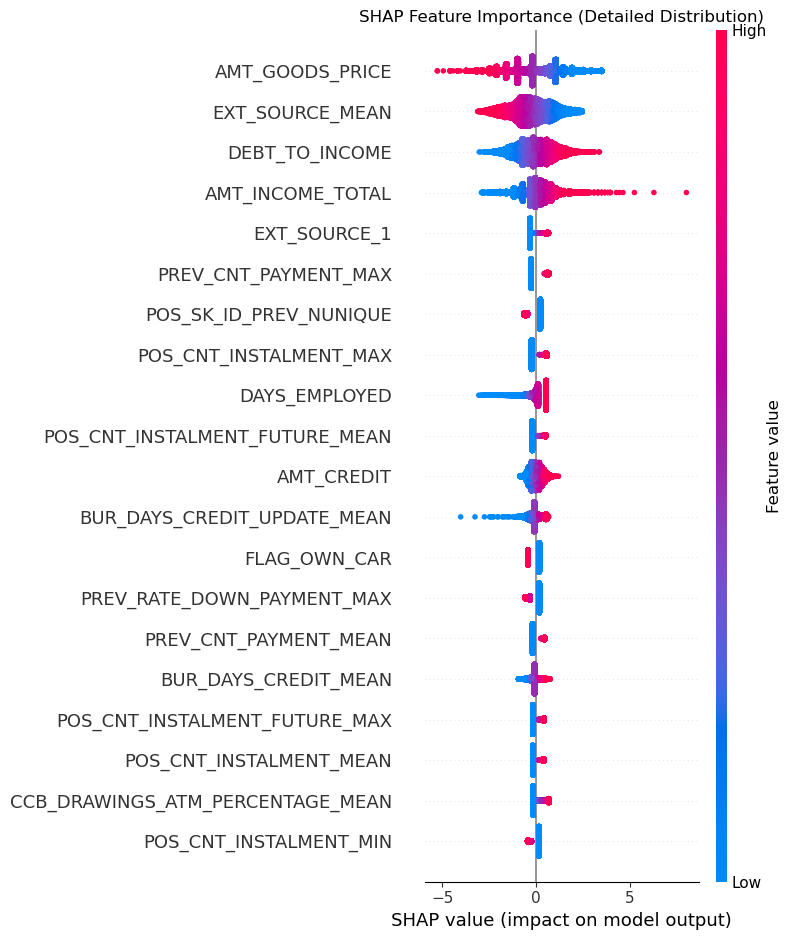 SHAP Feature Importance (Detailed Distribution)
High
AMT_GOODS_PRICE
EXT_SOURCE_MEAN
DEBT_TO_INCOME
AMT_INCOME_TOTAL
EXT_SOURCE_1
PREV_CNT_PAYMENT_MAX
POS_SK_ID_PREV_NUNIQUE
POS_CNT_INSTALMENT_MAX
DAYS_EMPLOYED
POS_CNT_INSTALMENT_FUTURE_MEAN
AMT_CREDIT
BUR_DAYS_CREDIT_UPDATE_MEAN
FLAG_OWN_CAR
PREV_RATE_DOWN_PAYMENT_MAX
PREV_CNT_PAYMENT_MEAN
BUR_DAYS_CREDIT_MEAN
POS_CNT_INSTALMENT_FUTURE_MAX
POS_CNT_INSTALMENT_MEAN
CCB_DRAWINGS_ATM_PERCENTAGE_MEAN
POS_CNT_INSTALMENT_MIN
Feature value
Low
−5 0 5
SHAP value (impact on model output)